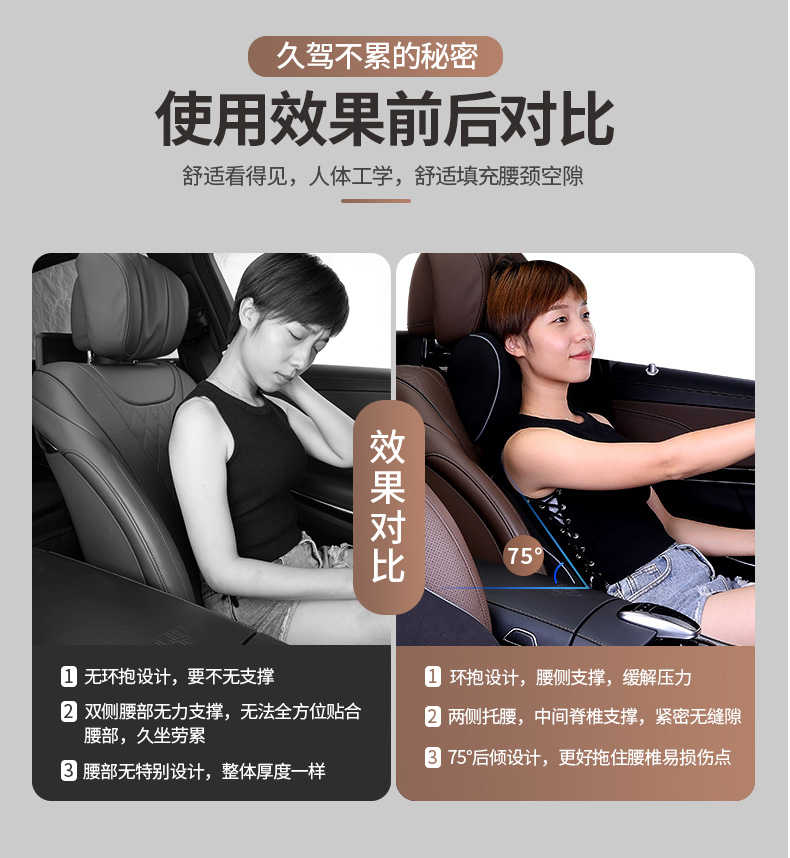 久驾不累的秘密
使用效果前后对比
舒适看得见，人体工学，舒适填充腰颈空隙
效果对比
75°
1 无环抱设计，要不无支撑
2 双侧腰部无力支撑，无法全方位贴合
腰部，久坐劳累
3 腰部无特别设计，整体厚度一样
1 环抱设计，腰侧支撑，缓解压力
2 两侧托腰，中间脊椎支撑，紧密无缝隙
3 75°后倾设计，更好拖住腰椎易损伤点